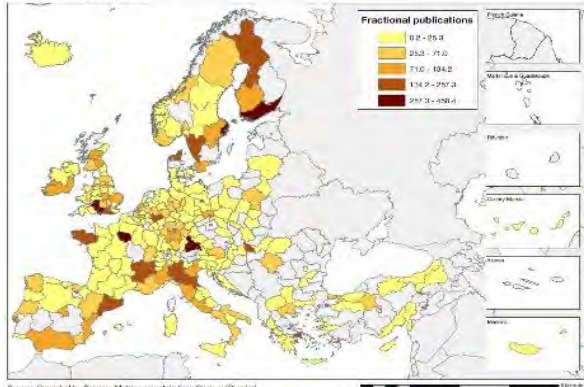 Fractional publications
0.2 - 25.3
25.3 - 71.0
71.0 - 134.2
134.2 - 257.3
257.3 - 458.4
French Guiana
Martinique & Guadeloupe
Réunion
Canary Islands
Azores
Madeira